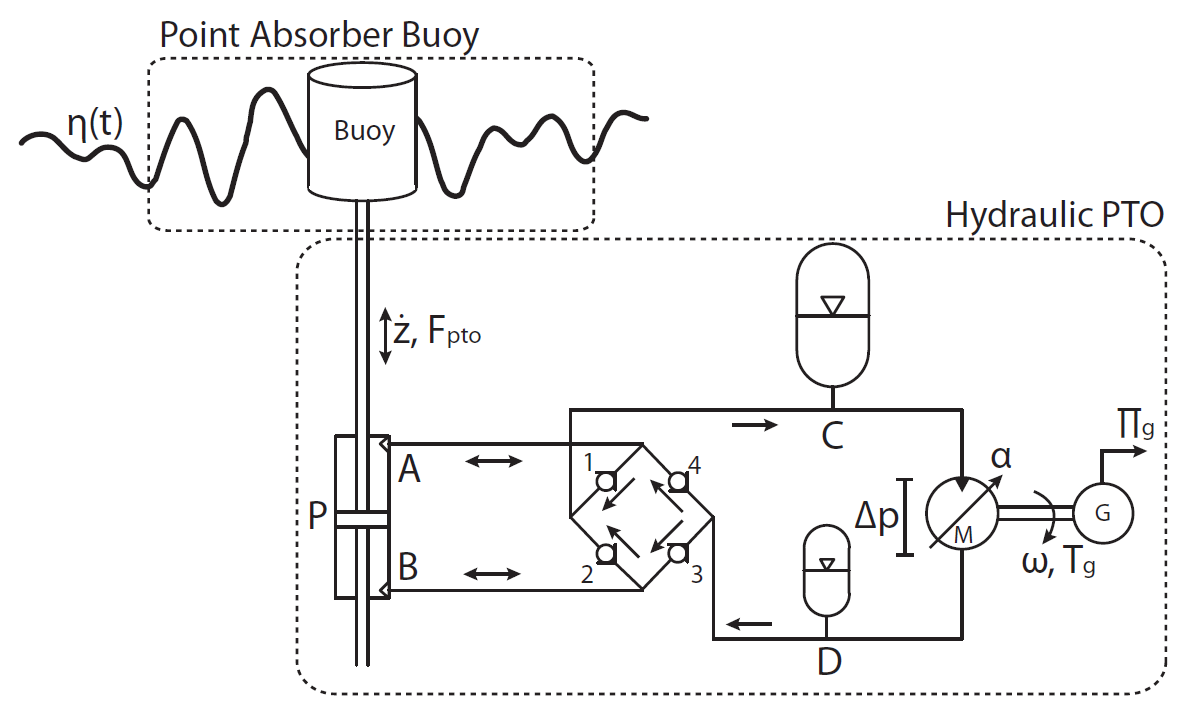 Point Absorber Buoy
η(t)
Buoy
Hydraulic PTO
ż, Fpto
A
P
B
1
4
2
3
C
D
Δp
α
M
G
Πg
ω, Tg